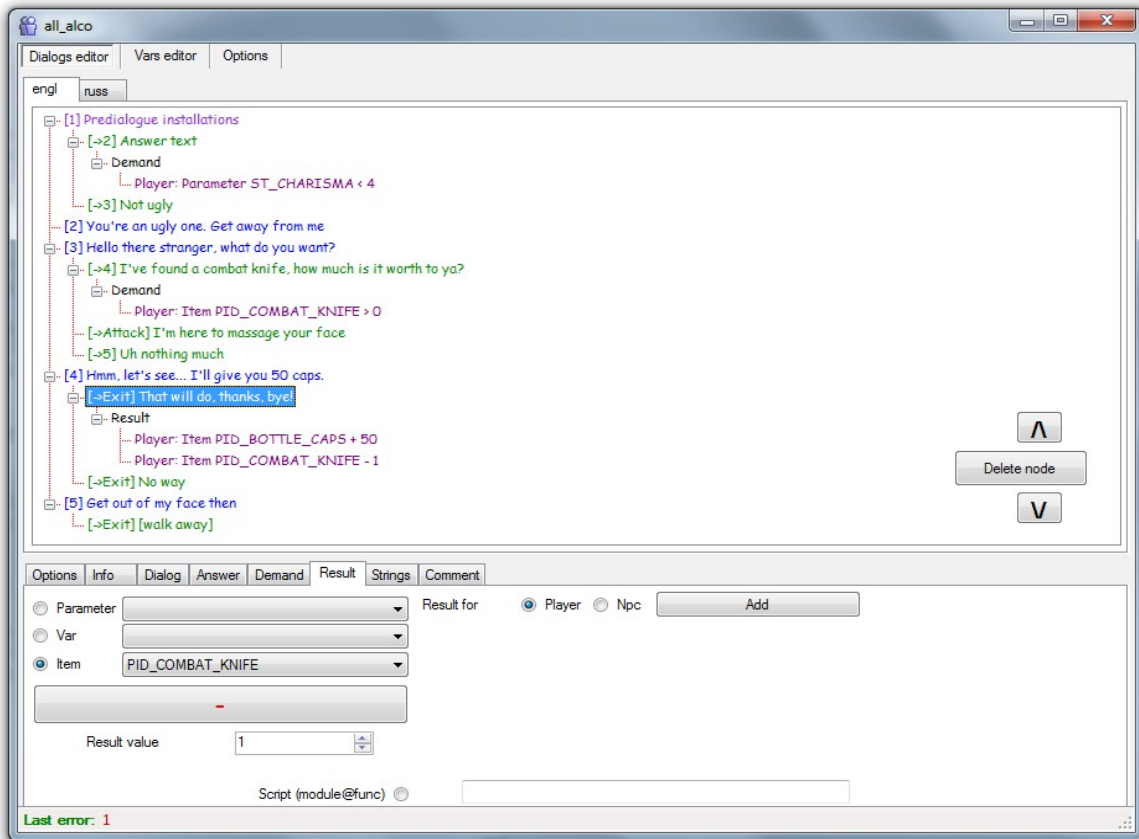 all_alco
Dialogs editor Vars editor Options
engl russ
[1] Predialogue installations
[->2] Answer text
Demand
Player: Parameter ST_CHARISMA < 4
[->3] Not ugly
[2] You're an ugly one. Get away from me
[3] Hello there stranger, what do you want?
[->4] I've found a combat knife, how much is it worth to ya?
Demand
Player: Item PID_COMBAT_KNIFE > 0
[->Attack] I'm here to massage your face
[->5] Uh nothing much
[4] Hmm, let's see... I'll give you 50 caps.
[->Exit] That will do, thanks, bye!
Result
Player: Item PID_BOTTLE_CAPS + 50
Player: Item PID_COMBAT_KNIFE - 1
[->Exit] No way
[5] Get out of my face then
[->Exit] [walk away]
Λ
Delete node
V
Options Info Dialog Answer Demand Result Strings Comment
Parameter Result for Player Npc Add
Var
Item PID_COMBAT_KNIFE
-
Result value 1
Script (module@func)
Last error: 1